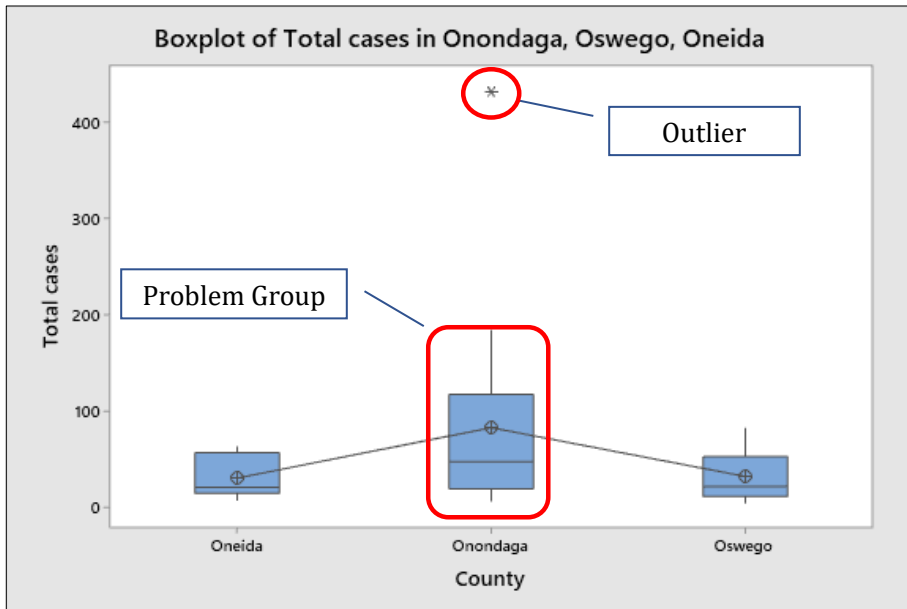 Boxplot of Total cases in Onondaga, Oswego, Oneida
Outlier
400
300
Problem Group
200
100
0
Total cases
Oneida
Onondaga
Oswego
County